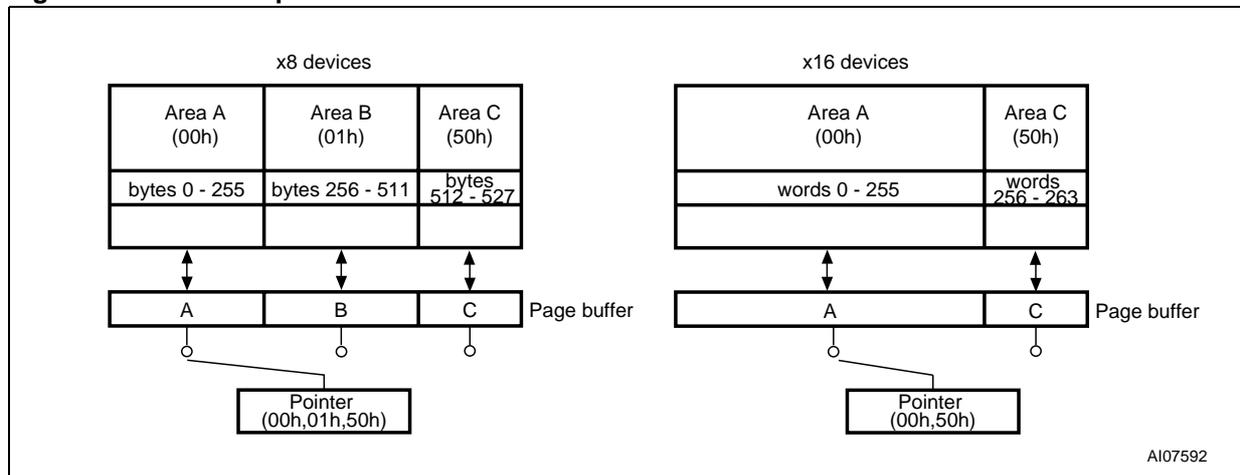 x8 devices
Area A
(00h)
Area B
(01h)
Area C
(50h)
bytes 0 - 255
bytes 256 - 511
bytes
512 - 527
A
B
C
Page buffer
Pointer
(00h,01h,50h)
x16 devices
Area A
(00h)
Area C
(50h)
words 0 - 255
words
256 - 263
A
C
Page buffer
Pointer
(00h,50h)
AI07592